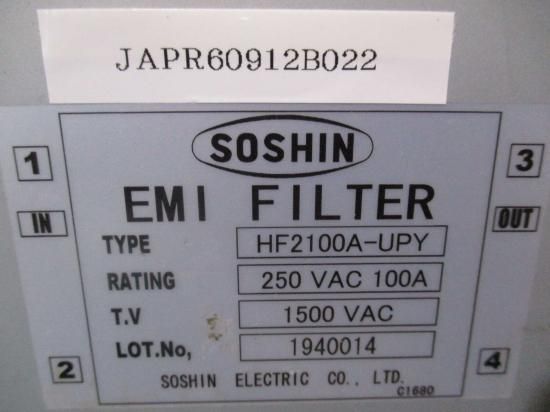 JAPR60912B022
SOSHIN
1
3
EMI FILTER
IN
OUT
TYPE HF2100A-UPY
RATING 250 VAC 100A
T.V 1500 VAC
LOT.No, 1940014
2
4
SOSHIN ELECTRIC CO., LTD.
C1680